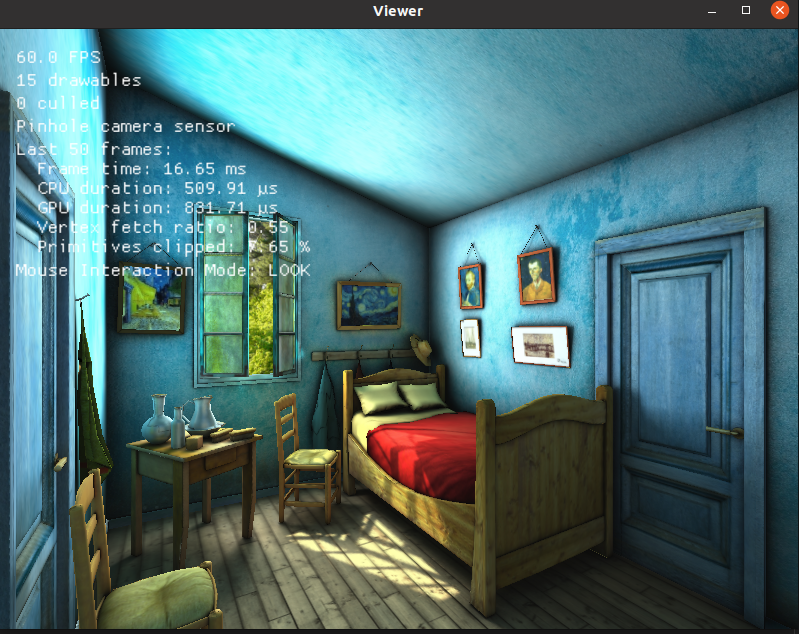 Viewer
60.0 FPS
15 drawables
0 culled
Pinhole camera sensor
Last 50 frames:
Frame time: 16.65 ms
CPU duration: 509.91 µs
GPU duration: 831.71 µs
Vertex fetch ratio: 0.55
Primitives clipped: 7.65 %
Mouse Interaction Mode: LOOK